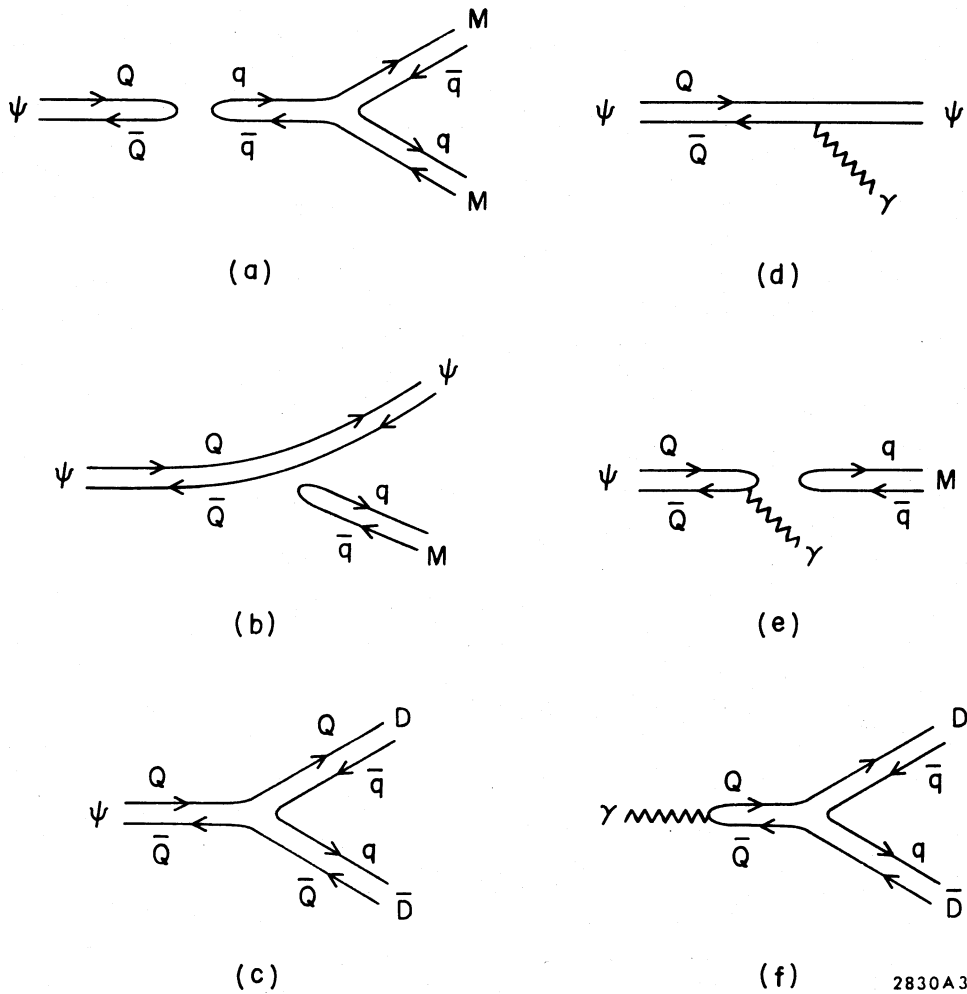 M
Q q q̅
ψ
Q̅ q̅ q
M
(a)
Q
ψ ψ
Q̅
γ
(d)
ψ
Q
ψ
Q̅ q
q̅ M
(b)
Q q
ψ M
Q̅ q̅
γ
(e)
Q D
Q q̅
ψ
Q̅ q
Q̅ D̅
(c)
D
Q q̅
γ
Q̅ q
D̅
(f)
2830A3